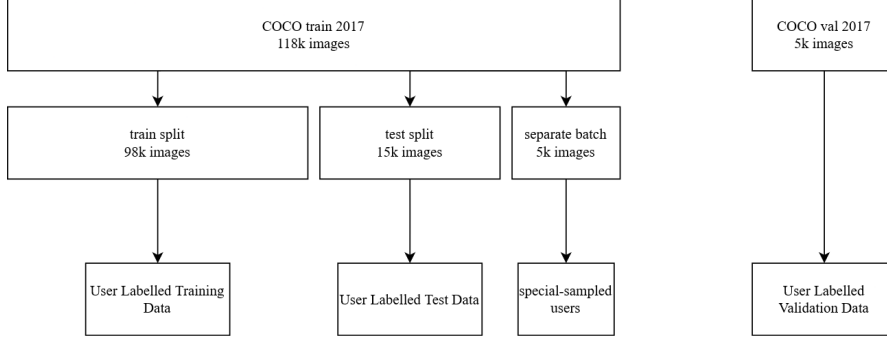 COCO train 2017
118k images
COCO val 2017
5k images
train split
98k images
test split
15k images
separate batch
5k images
User Labelled Training
Data
User Labelled Test Data
special-sampled
users
User Labelled
Validation Data